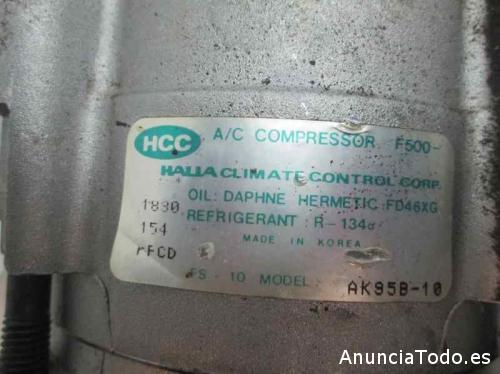 HCC
A/C COMPRESSOR F500-
HALLA CLIMATE CONTROL CORP.
OIL: DAPHNE HERMETIC FD46XG
1830
REFRIGERANT : R-134a
154
MADE IN KOREA
FCD
FS - 10 MODEL:
AK95B-10
AnunciaTodo.es